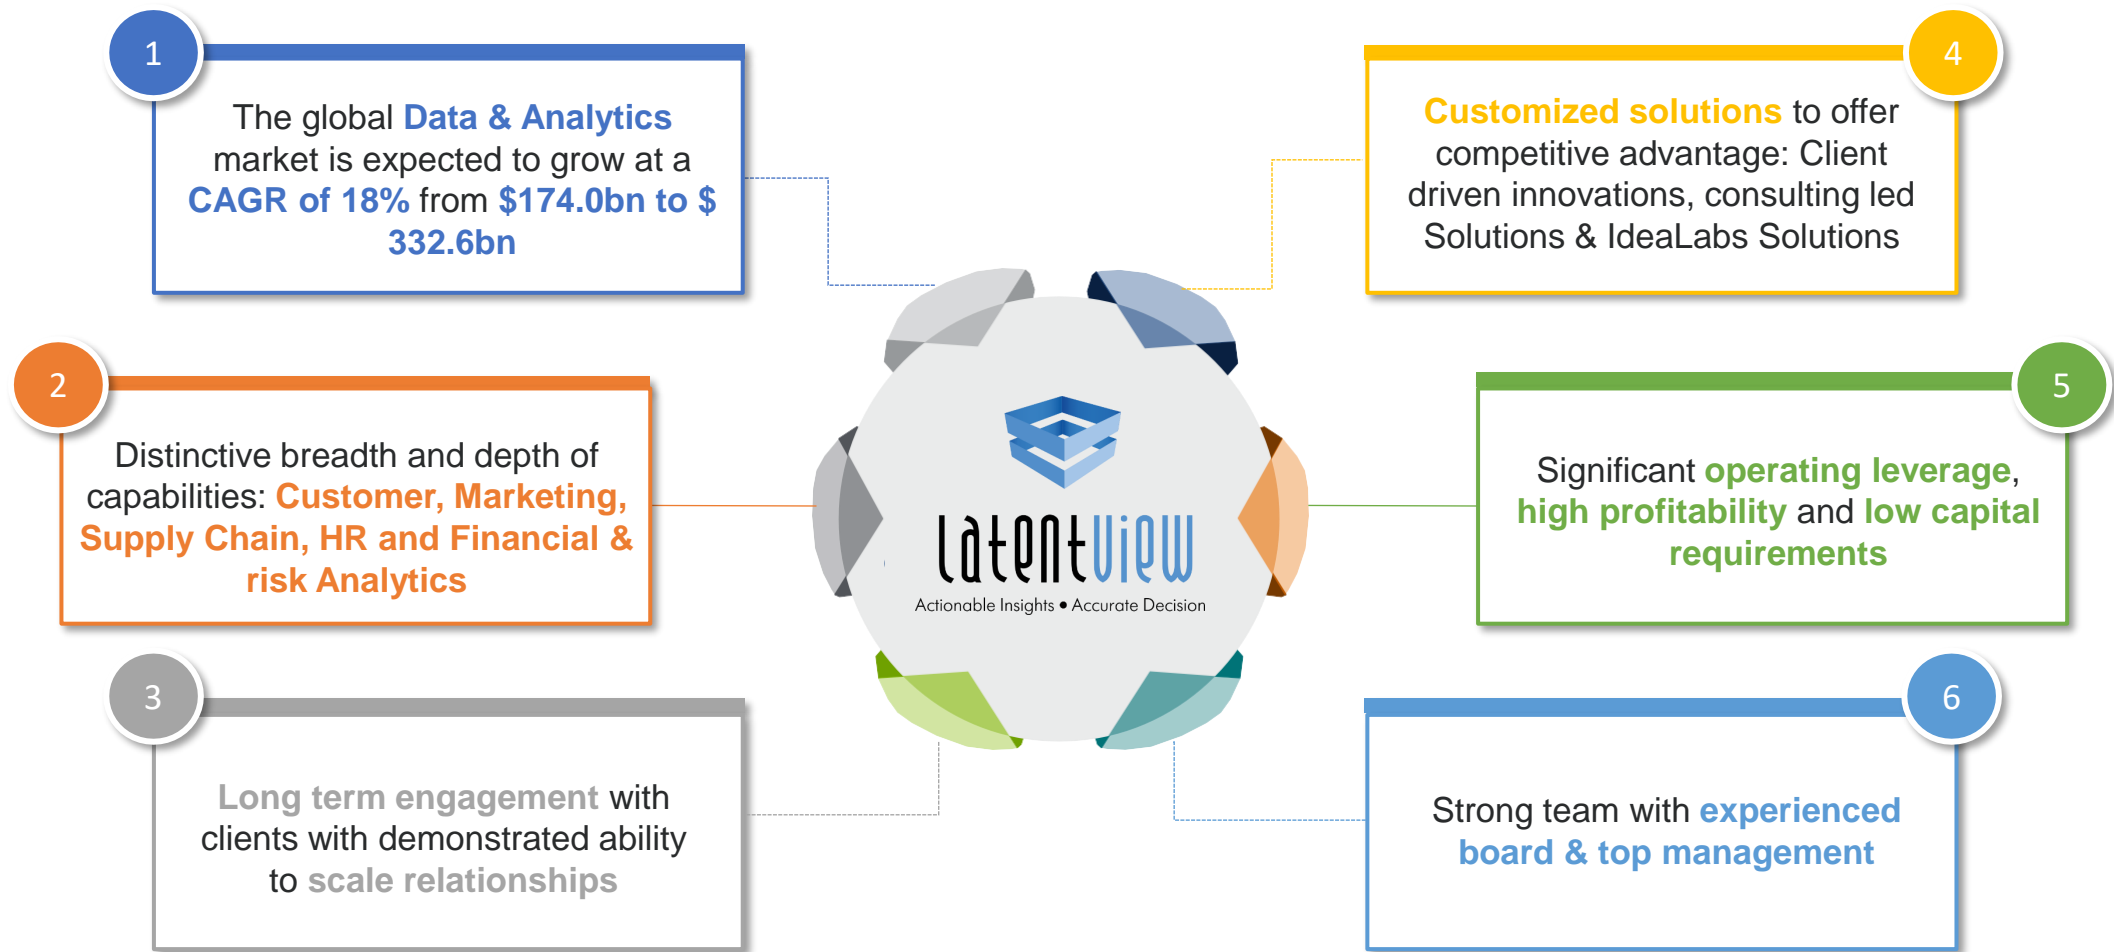 1
The global Data & Analytics
market is expected to grow at a
CAGR of 18% from $174.0bn to $
332.6bn
2
Distinctive breadth and depth of
capabilities: Customer, Marketing,
Supply Chain, HR and Financial &
risk Analytics
3
Long term engagement with
clients with demonstrated ability
to scale relationships
latentview
Actionable Insights • Accurate Decision
4
Customized solutions to offer
competitive advantage: Client
driven innovations, consulting led
Solutions & IdeaLabs Solutions
5
Significant operating leverage,
high profitability and low capital
requirements
6
Strong team with experienced
board & top management